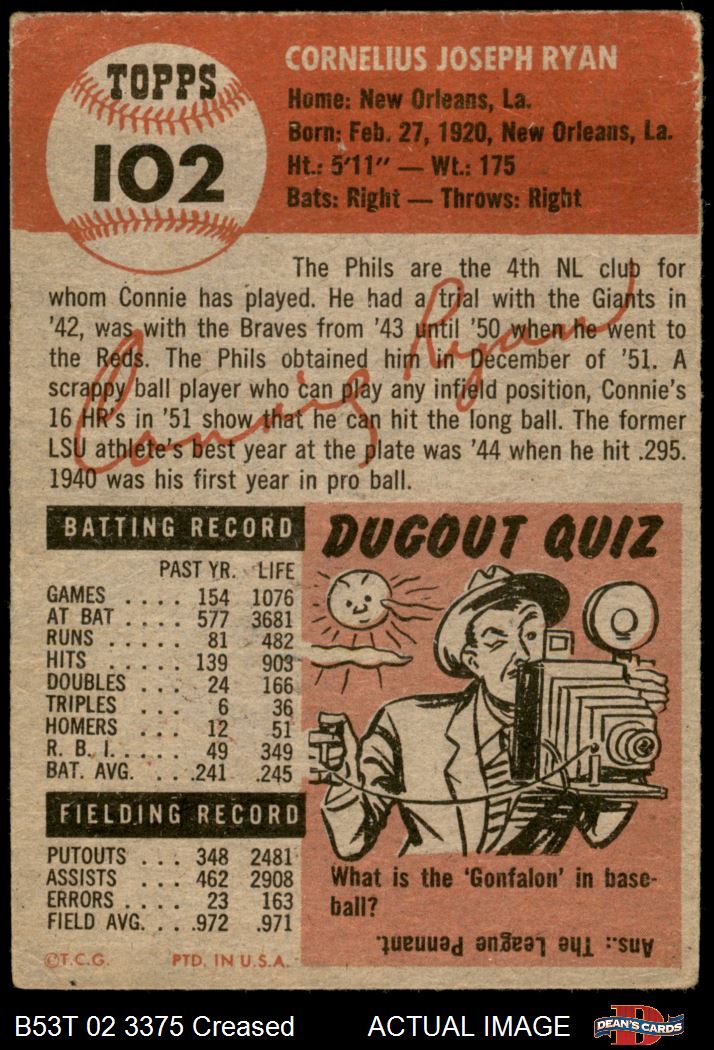 TOPPS
102
CORNELIUS JOSEPH RYAN
Home: New Orleans, La.
Born: Feb. 27, 1920, New Orleans, La.
Ht.: 5'11" — Wt.: 175
Bats: Right — Throws: Right
The Phils are the 4th NL club for
whom Connie has played. He had a trial with the Giants in
'42, was with the Braves from '43 until '50 when he went to
the Reds. The Phils obtained him in December of '51. A
scrappy ball player who can play any infield position, Connie's
16 HR's in '51 show that he can hit the long ball. The former
LSU athlete's best year at the plate was '44 when he hit .295.
1940 was his first year in pro ball.
Connie Ryan
BATTING RECORD
PAST YR. LIFE
GAMES . . . . 154 1076
AT BAT . . . . 577 3681
RUNS . . . . . 81 482
HITS . . . . . 139 903
DOUBLES . . . 24 166
TRIPLES . . . 6 36
HOMERS . . . 12 51
R. B. I. . . . . 49 349
BAT. AVG. . . .241 .245
FIELDING RECORD
PUTOUTS . . . 348 2481
ASSISTS . . . 462 2908
ERRORS . . . . 23 163
FIELD AVG. . . .972 .971
©T.C.G. PTD. IN U.S.A.
DUGOUT QUIZ
What is the 'Gonfalon' in base-
ball?
Ans.: The League Pennant.
B53T 02 3375 Creased ACTUAL IMAGE
D
DEAN'S CARDS